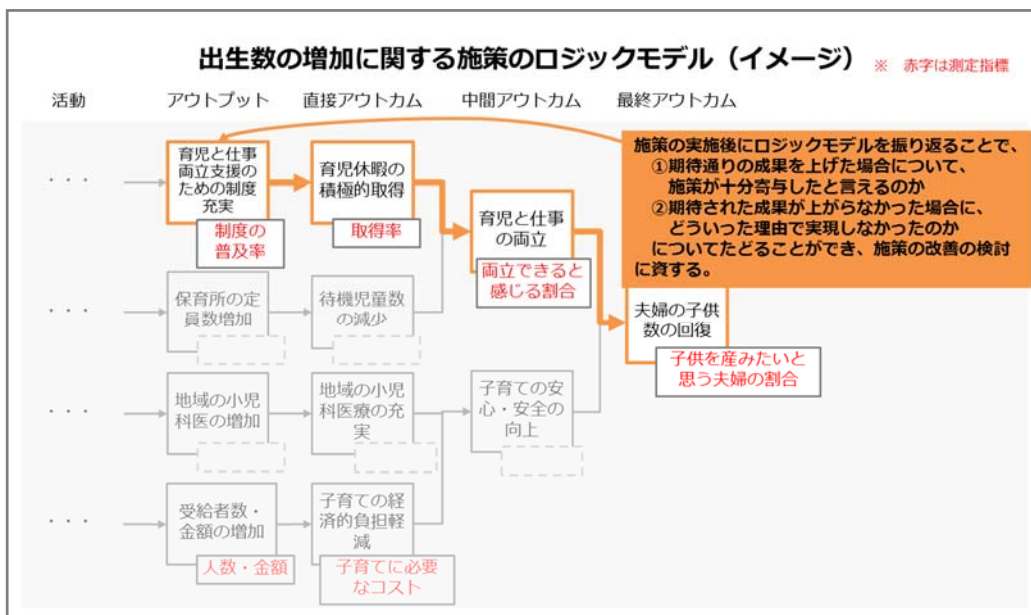 出生数の増加に関する施策のロジックモデル（イメージ）
※　赤字は測定指標
活動
アウトプット
直接アウトカム
中間アウトカム
最終アウトカム
・・・
育児と仕事
両立支援の
ための制度
充実
制度の
普及率
育児休暇の
積極的取得
取得率
育児と仕事
の両立
両立できると
感じる割合
施策の実施後にロジックモデルを振り返ることで、
①期待通りの成果を上げた場合について、
施策が十分寄与したと言えるのか
②期待された成果が上がらなかった場合に、
どういった理由で実現しなかったのか
についてたどることができ、施策の改善の検討
に資する。
夫婦の子供
数の回復
子供を産みたいと
思う夫婦の割合
・・・
保育所の定
員数増加
待機児童数
の減少
・・・
地域の小児
科医の増加
地域の小児
科医療の充
実
子育ての安
心・安全の
向上
・・・
受給者数・
金額の増加
人数・金額
子育ての経
済的負担軽
減
子育てに必要
なコスト